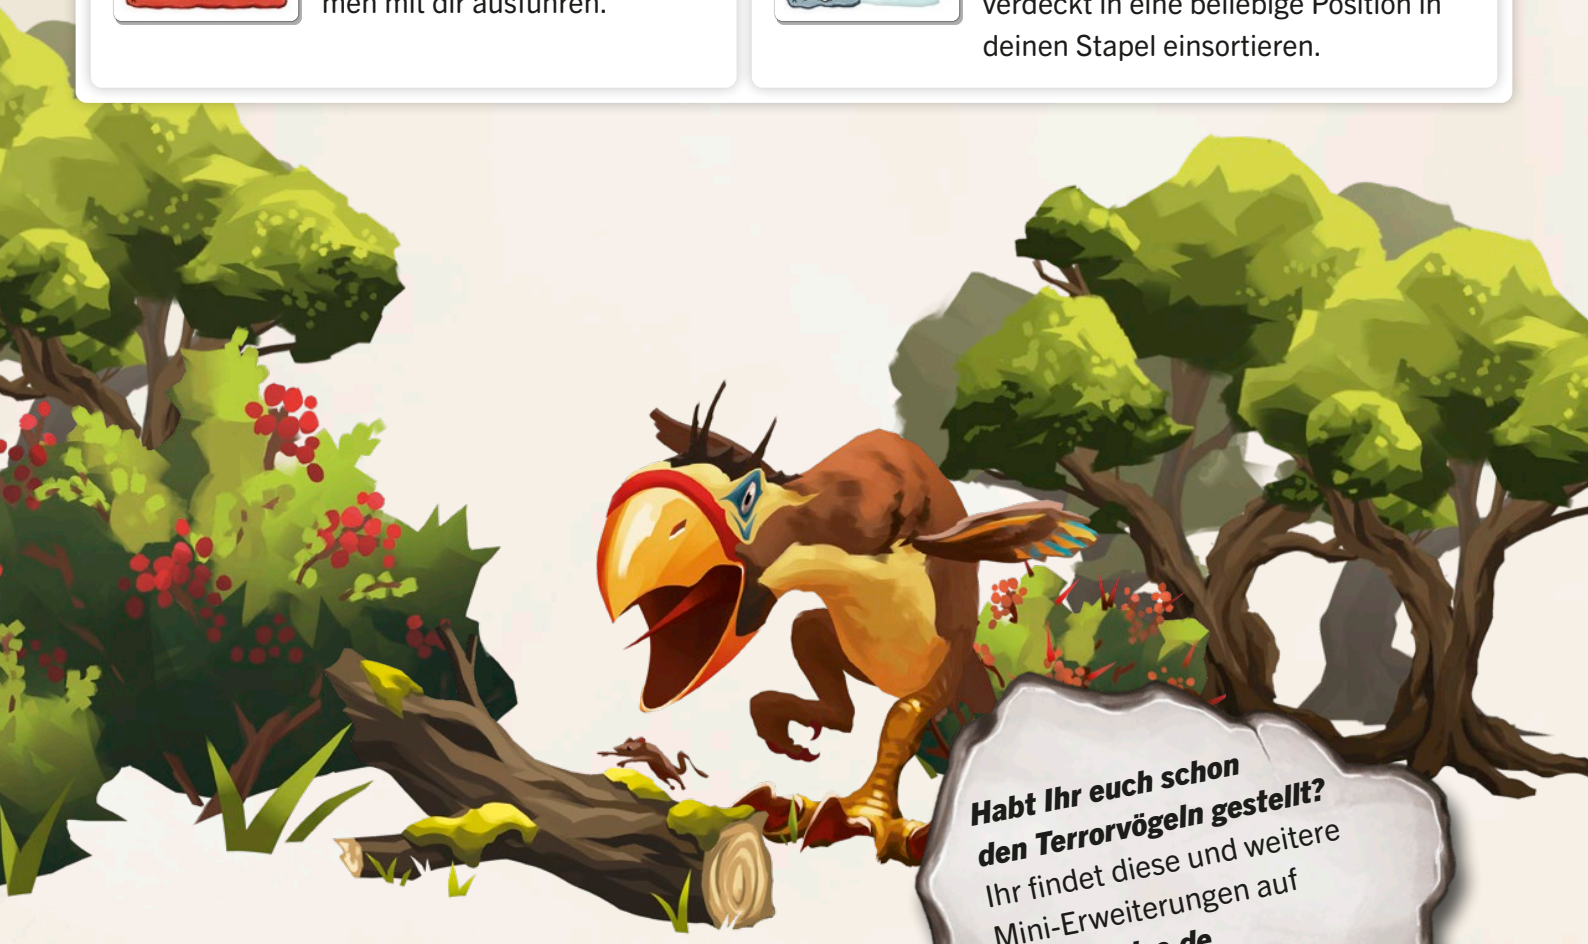 men mit dir ausführen.
verdeckt in eine beliebige Position in
deinen Stapel einsortieren.
Habt Ihr euch schon
den Terrorvögeln gestellt?
Ihr findet diese und weitere
Mini-Erweiterungen auf